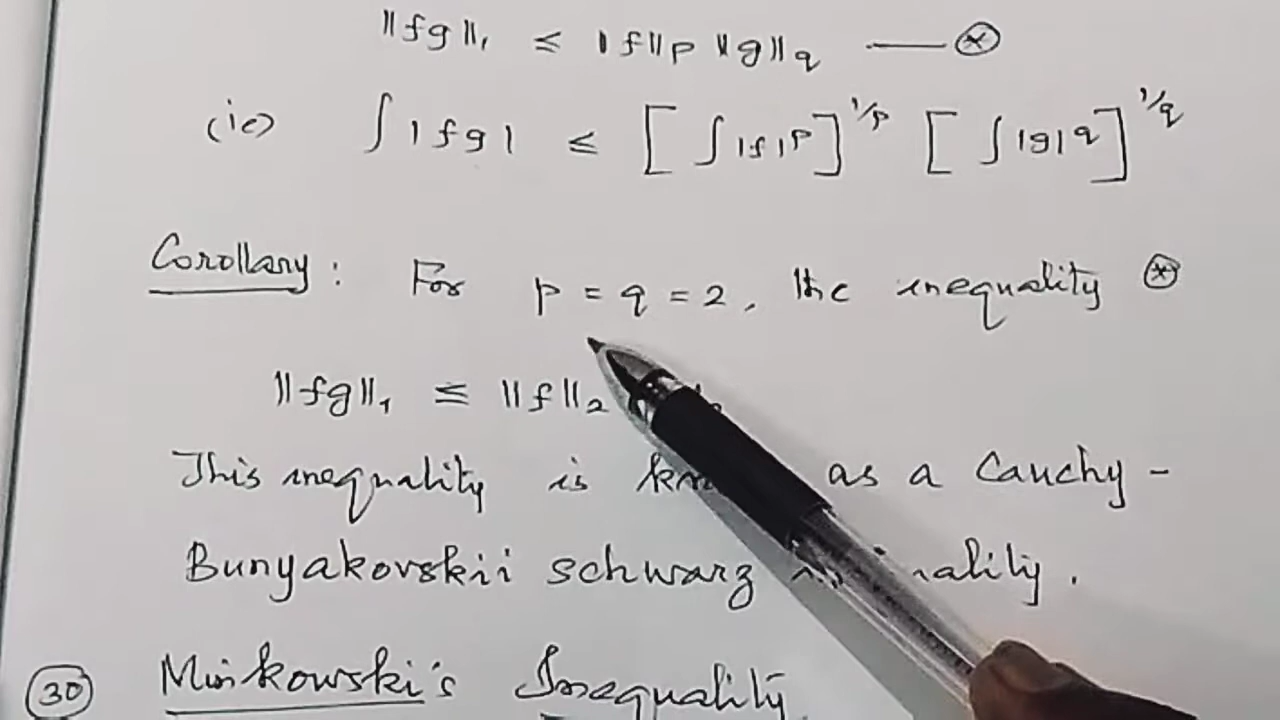 ||fg||₁ ≤ ||f||p ||g||q —— ⊛
(ie) ∫|fg| ≤ [∫|f|ᵖ]^1/p [∫|g|^q]^1/q
Corollary: For p = q = 2, the inequality ⊛
||fg||₁ ≤ ||f||₂
This inequality is as a Cauchy-
Bunyakovskii schwarz
30 Minkowski's Inequality